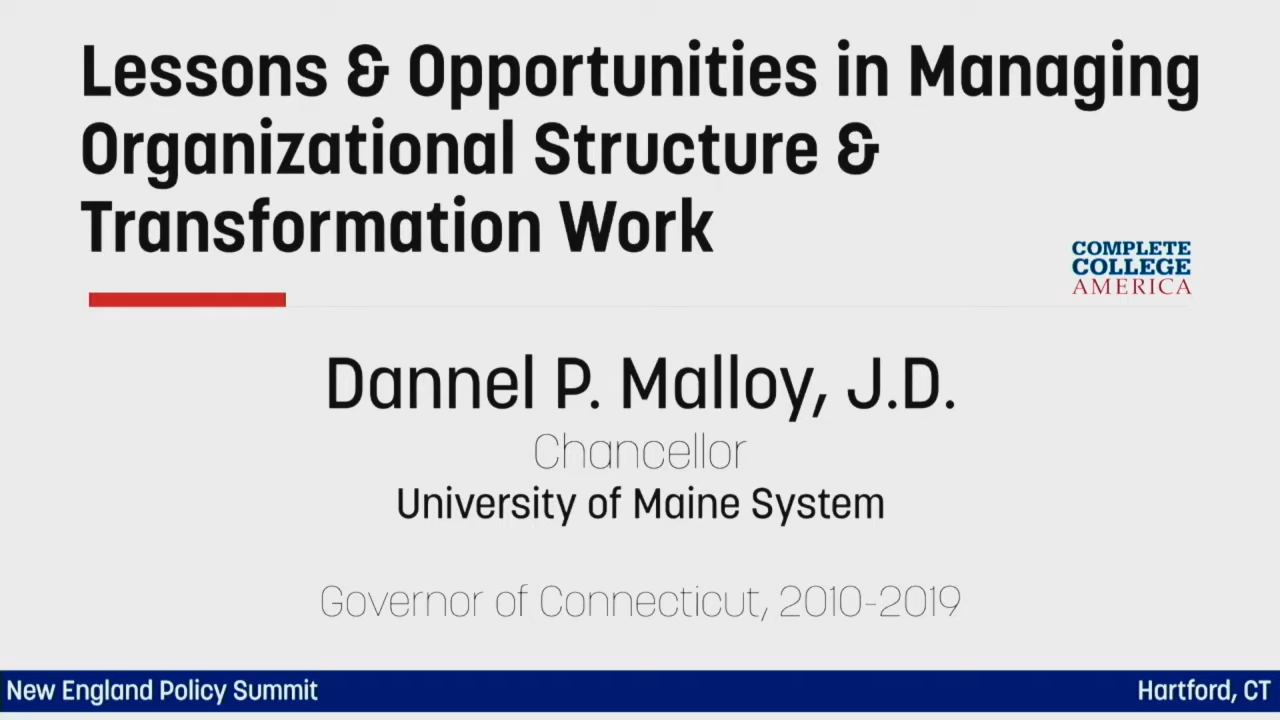 Lessons & Opportunities in Managing
Organizational Structure &
Transformation Work
COMPLETE
COLLEGE
AMERICA
Dannel P. Malloy, J.D.
Chancellor
University of Maine System
Governor of Connecticut, 2010-2019
New England Policy Summit
Hartford, CT